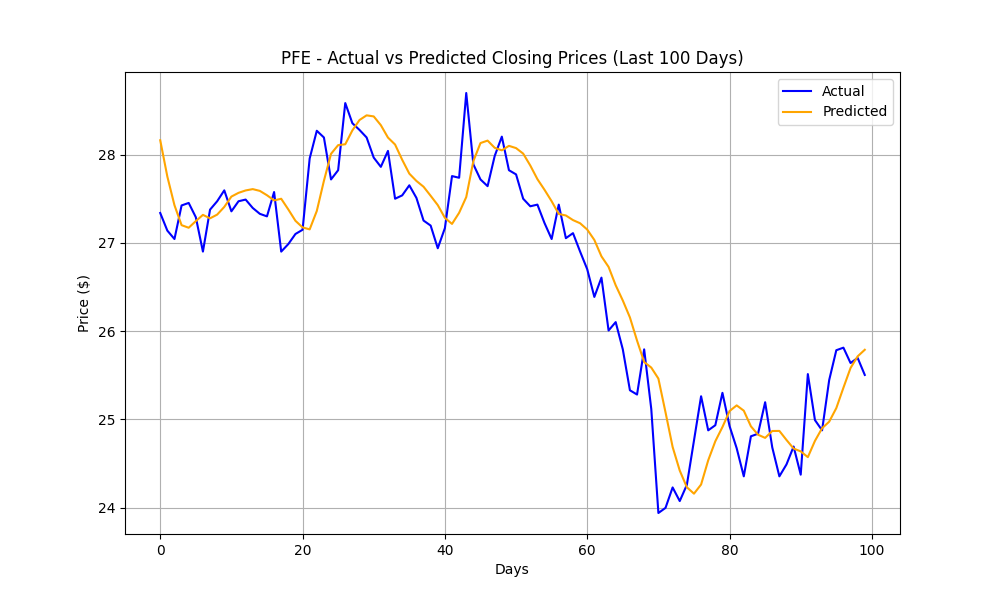 PFE - Actual vs Predicted Closing Prices (Last 100 Days)
Actual
Predicted
Price ($)
28
27
26
25
24
0 20 40 60 80 100
Days